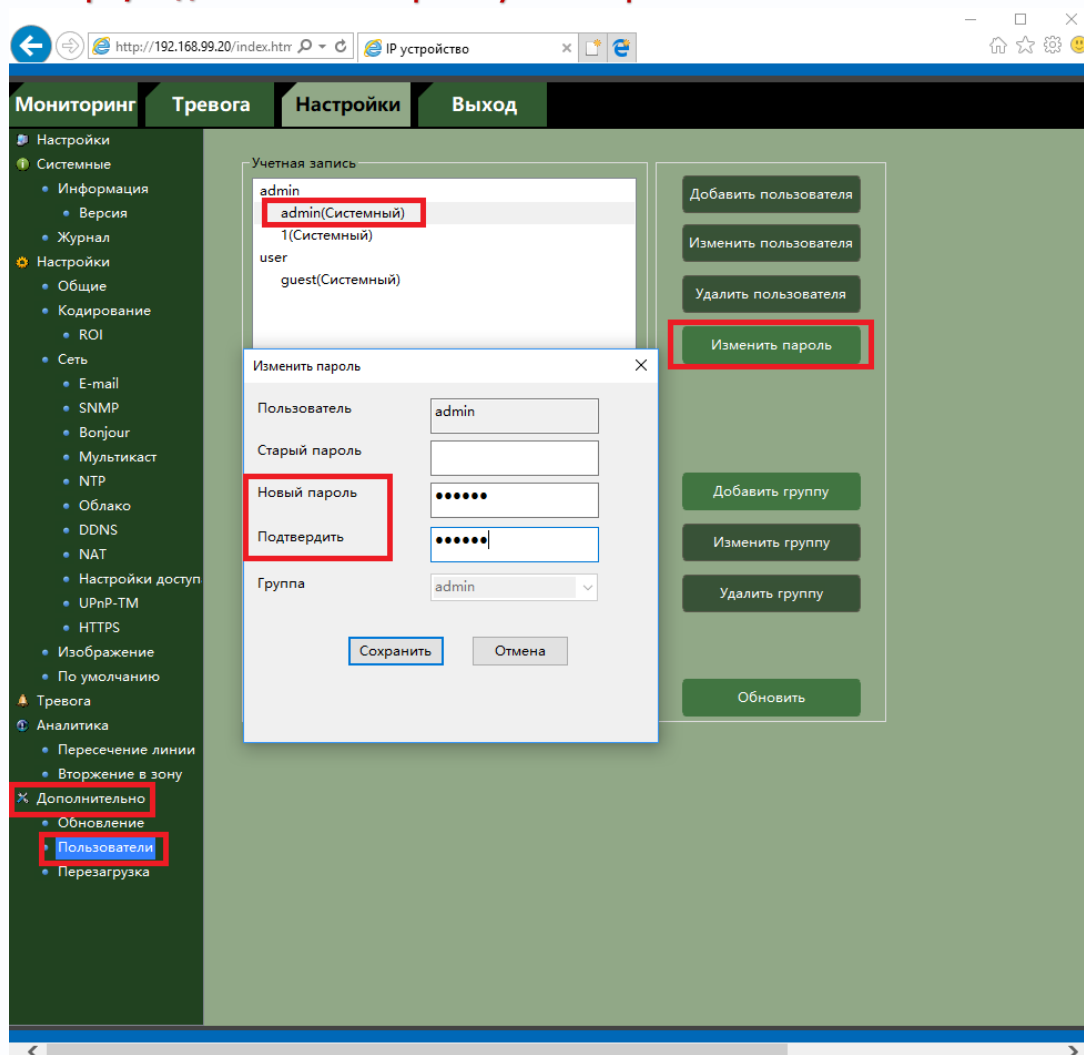 http://192.168.99.20/index.htm
IP устройство
Мониторинг Тревога Настройки Выход
Настройки
Системные
Информация
Версия
Журнал
Настройки
Общие
Кодирование
ROI
Сеть
E-mail
SNMP
Bonjour
Мультикаст
NTP
Облако
DDNS
NAT
Настройки доступ
UPnP-TM
HTTPS
Изображение
По умолчанию
Тревога
Аналитика
Пересечение линии
Вторжение в зону
Дополнительно
Обновление
Пользователи
Перезагрузка
Учетная запись
admin
admin(Системный)
1(Системный)
user
guest(Системный)
Добавить пользователя
Изменить пользователя
Удалить пользователя
Изменить пароль
Добавить группу
Изменить группу
Удалить группу
Обновить
Изменить пароль
Пользователь admin
Старый пароль
Новый пароль ••••••
Подтвердить ••••••
Группа admin
Сохранить Отмена